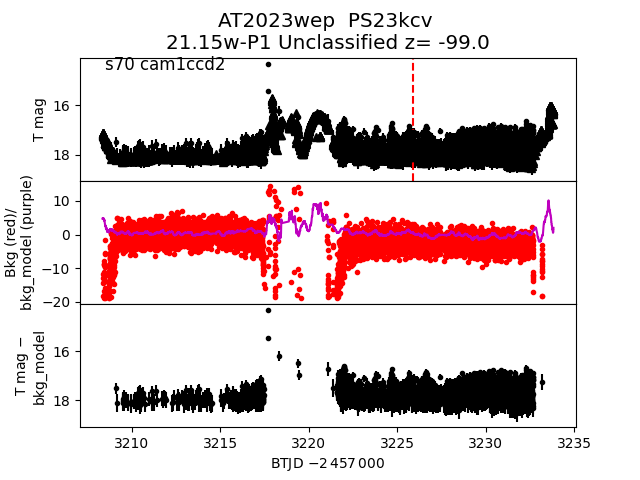 AT2023wep  PS23kcv
21.15w-P1 Unclassified z= -99.0
s70 cam1ccd2
T mag
16
18
Bkg (red)/
bkg_model (purple)
10
0
−10
−20
T mag −
bkg_model
16
18
3210
3215
3220
3225
3230
3235
BTJD −2 457 000